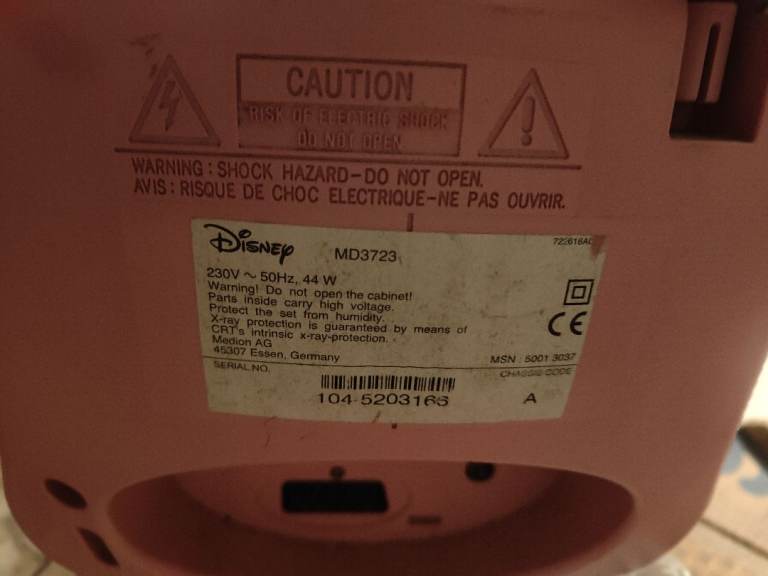 CAUTION
RISK OF ELECTRIC SHOCK
DO NOT OPEN
WARNING : SHOCK HAZARD-DO NOT OPEN.
AVIS : RISQUE DE CHOC ELECTRIQUE-NE PAS OUVRIR.
Disney MD3723
230V ~ 50Hz, 44 W
Warning! Do not open the cabinet!
Parts inside carry high voltage.
Protect the set from humidity.
X-ray protection is guaranteed by means of
CRT's intrinsic x-ray-protection.
Medion AG
45307 Essen, Germany
CE
MSN : 5001 3037
SERIAL NO.
CHASSIS CODE
104-5203166
A